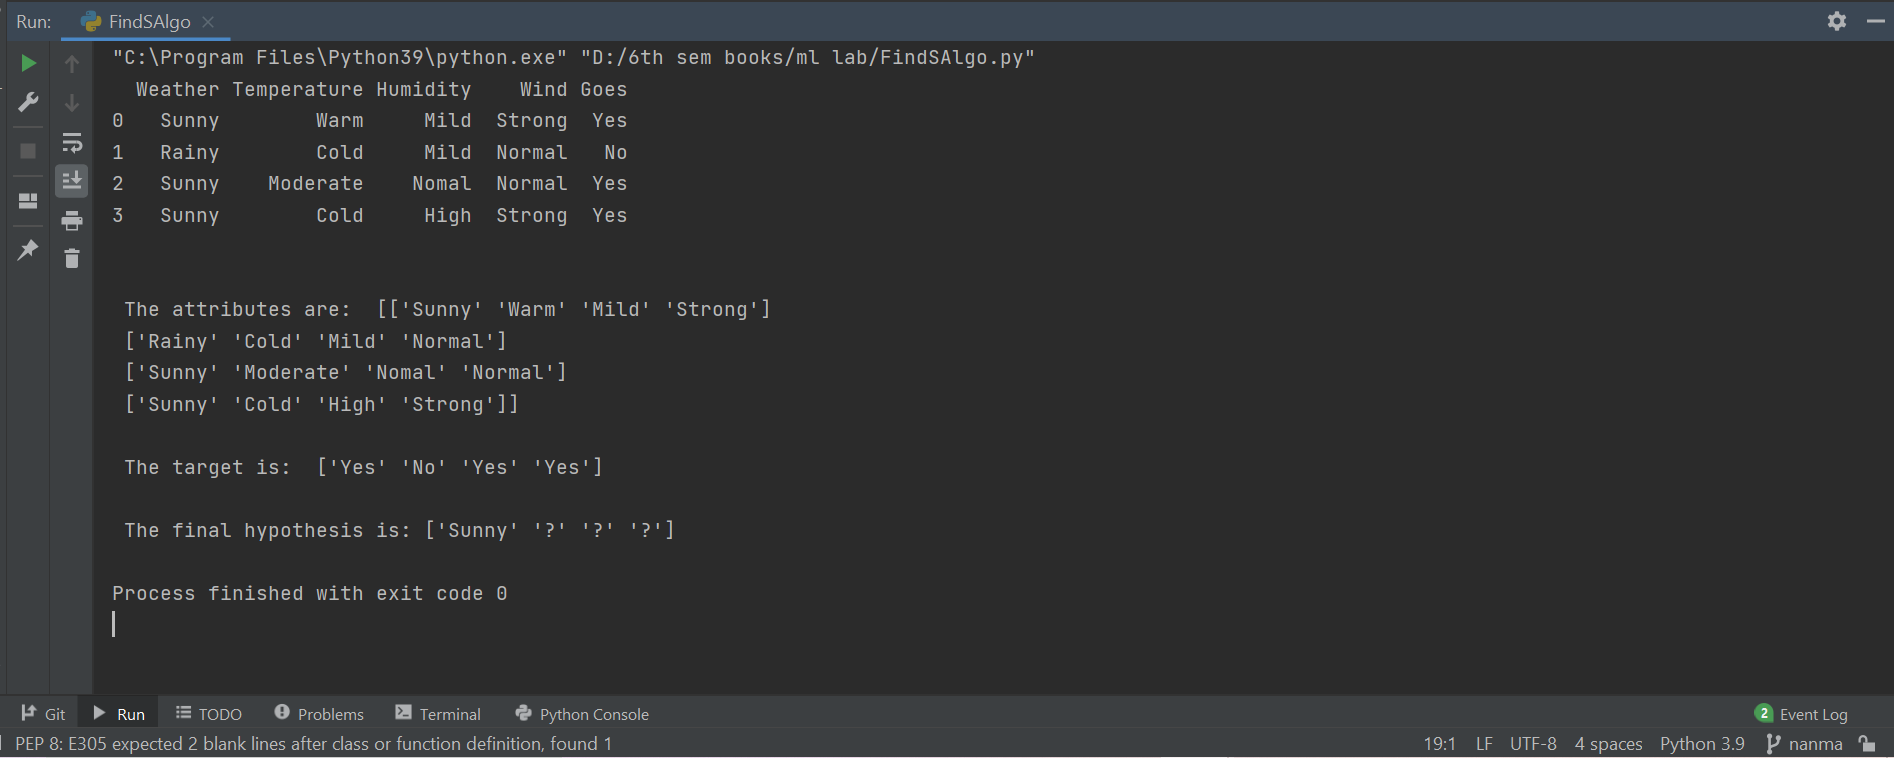 Run: FindSAlgo
"C:\Program Files\Python39\python.exe" "D:/6th sem books/ml lab/FindSAlgo.py"
Weather Temperature Humidity Wind Goes
0 Sunny Warm Mild Strong Yes
1 Rainy Cold Mild Normal No
2 Sunny Moderate Nomal Normal Yes
3 Sunny Cold High Strong Yes
The attributes are: [['Sunny' 'Warm' 'Mild' 'Strong']
['Rainy' 'Cold' 'Mild' 'Normal']
['Sunny' 'Moderate' 'Nomal' 'Normal']
['Sunny' 'Cold' 'High' 'Strong']]
The target is: ['Yes' 'No' 'Yes' 'Yes']
The final hypothesis is: ['Sunny' '?' '?' '?']
Process finished with exit code 0
Git Run TODO Problems Terminal Python Console 2 Event Log
PEP 8: E305 expected 2 blank lines after class or function definition, found 1 19:1 LF UTF-8 4 spaces Python 3.9 nanma